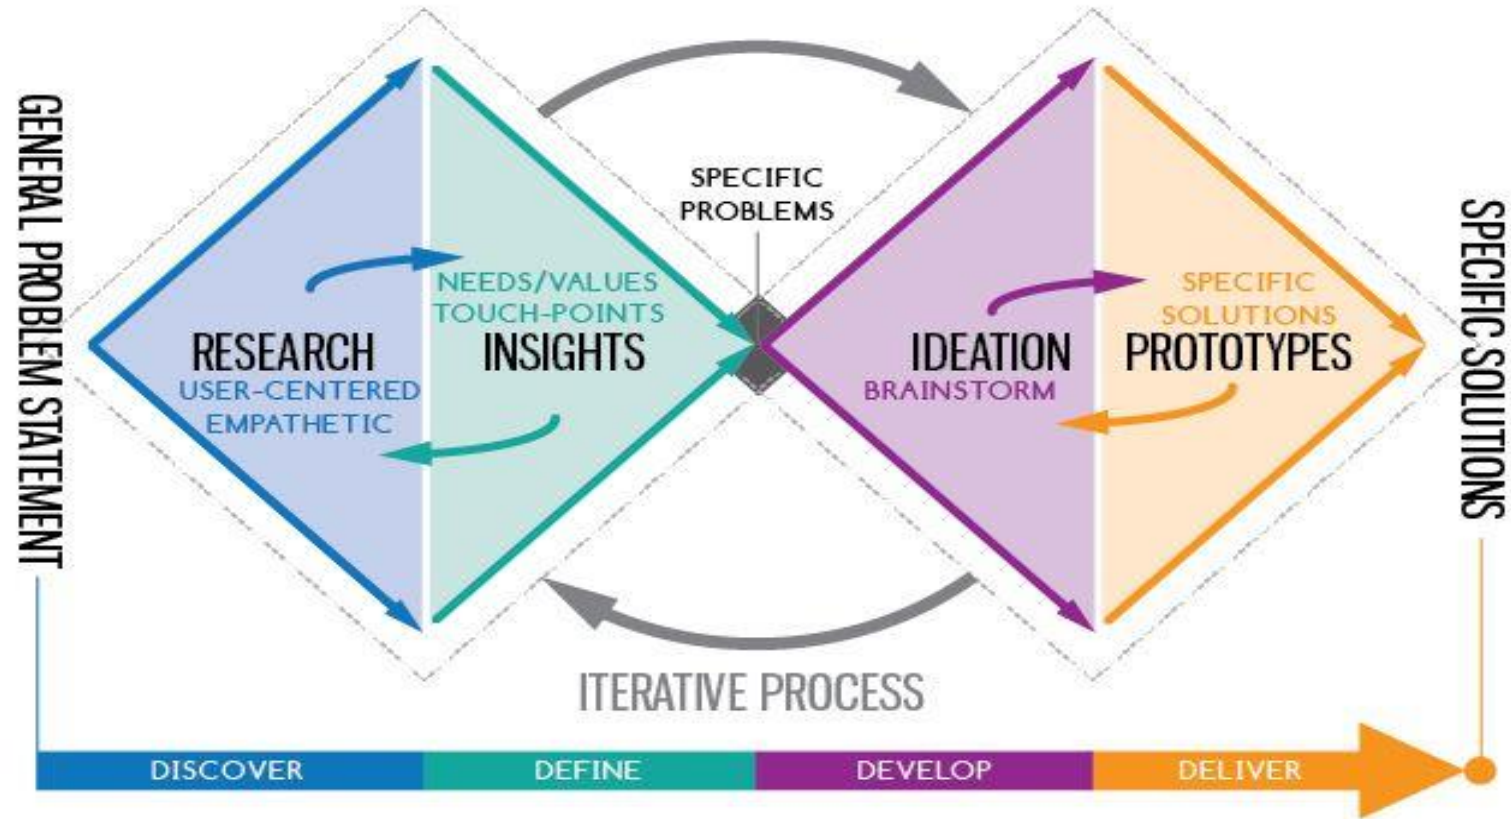 GENERAL PROBLEM STATEMENT
SPECIFIC
PROBLEMS
NEEDS/VALUES
TOUCH-POINTS
RESEARCH
INSIGHTS
USER-CENTERED
EMPATHETIC
SPECIFIC
SOLUTIONS
IDEATION
PROTOTYPES
BRAINSTORM
SPECIFIC SOLUTIONS
ITERATIVE PROCESS
DISCOVER
DEFINE
DEVELOP
DELIVER